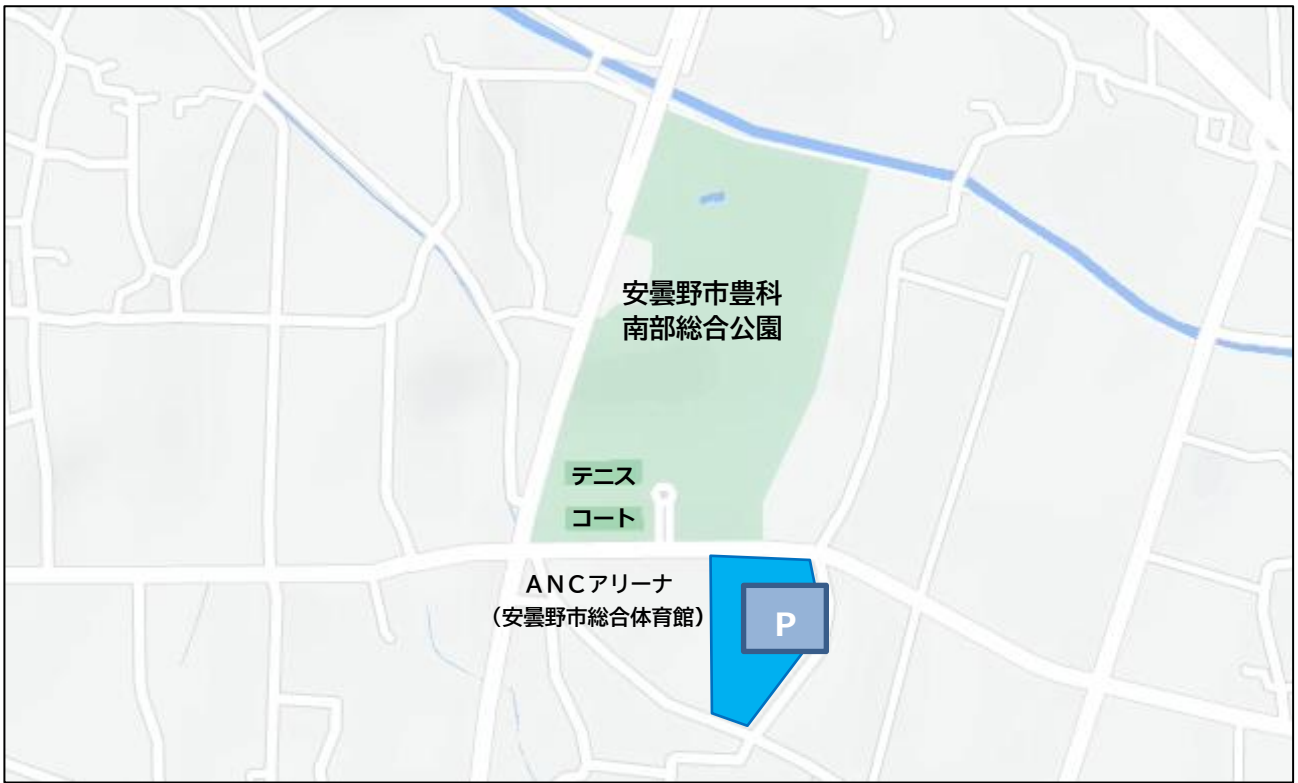 安曇野市豊科
南部総合公園
テニス
コート
ANCアリーナ
(安曇野市総合体育館)
P